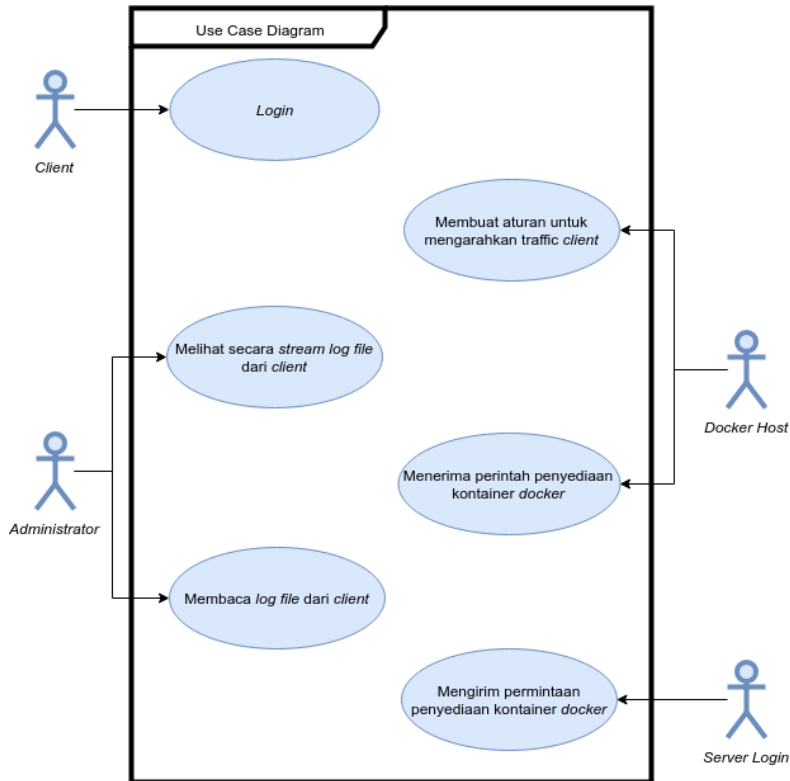 Use Case Diagram
Login
Client
Membuat aturan untuk
mengarahkan traffic client
Melihat secara stream log file
dari client
Docker Host
Menerima perintah penyediaan
kontainer docker
Administrator
Membaca log file dari client
Mengirim permintaan
penyediaan kontainer docker
Server Login